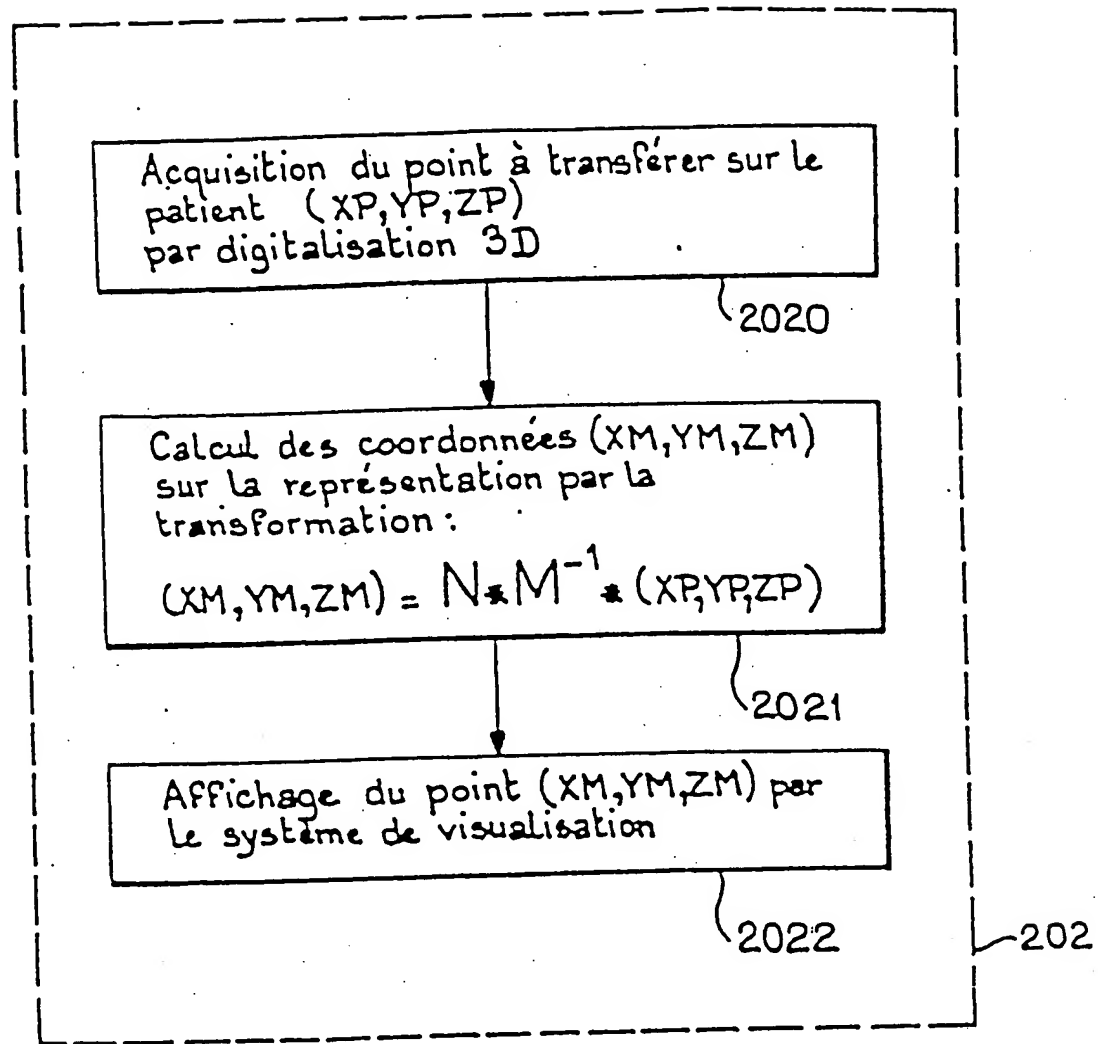 Acquisition du point à transférer sur le
patient (XP,YP,ZP)
par digitalisation 3D
2020
Calcul des coordonnées (XM,YM,ZM)
sur la représentation par la
transformation :
(XM,YM,ZM) = N * M⁻¹ * (XP,YP,ZP)
2021
Affichage du point (XM,YM,ZM) par
le système de visualisation
2022
202